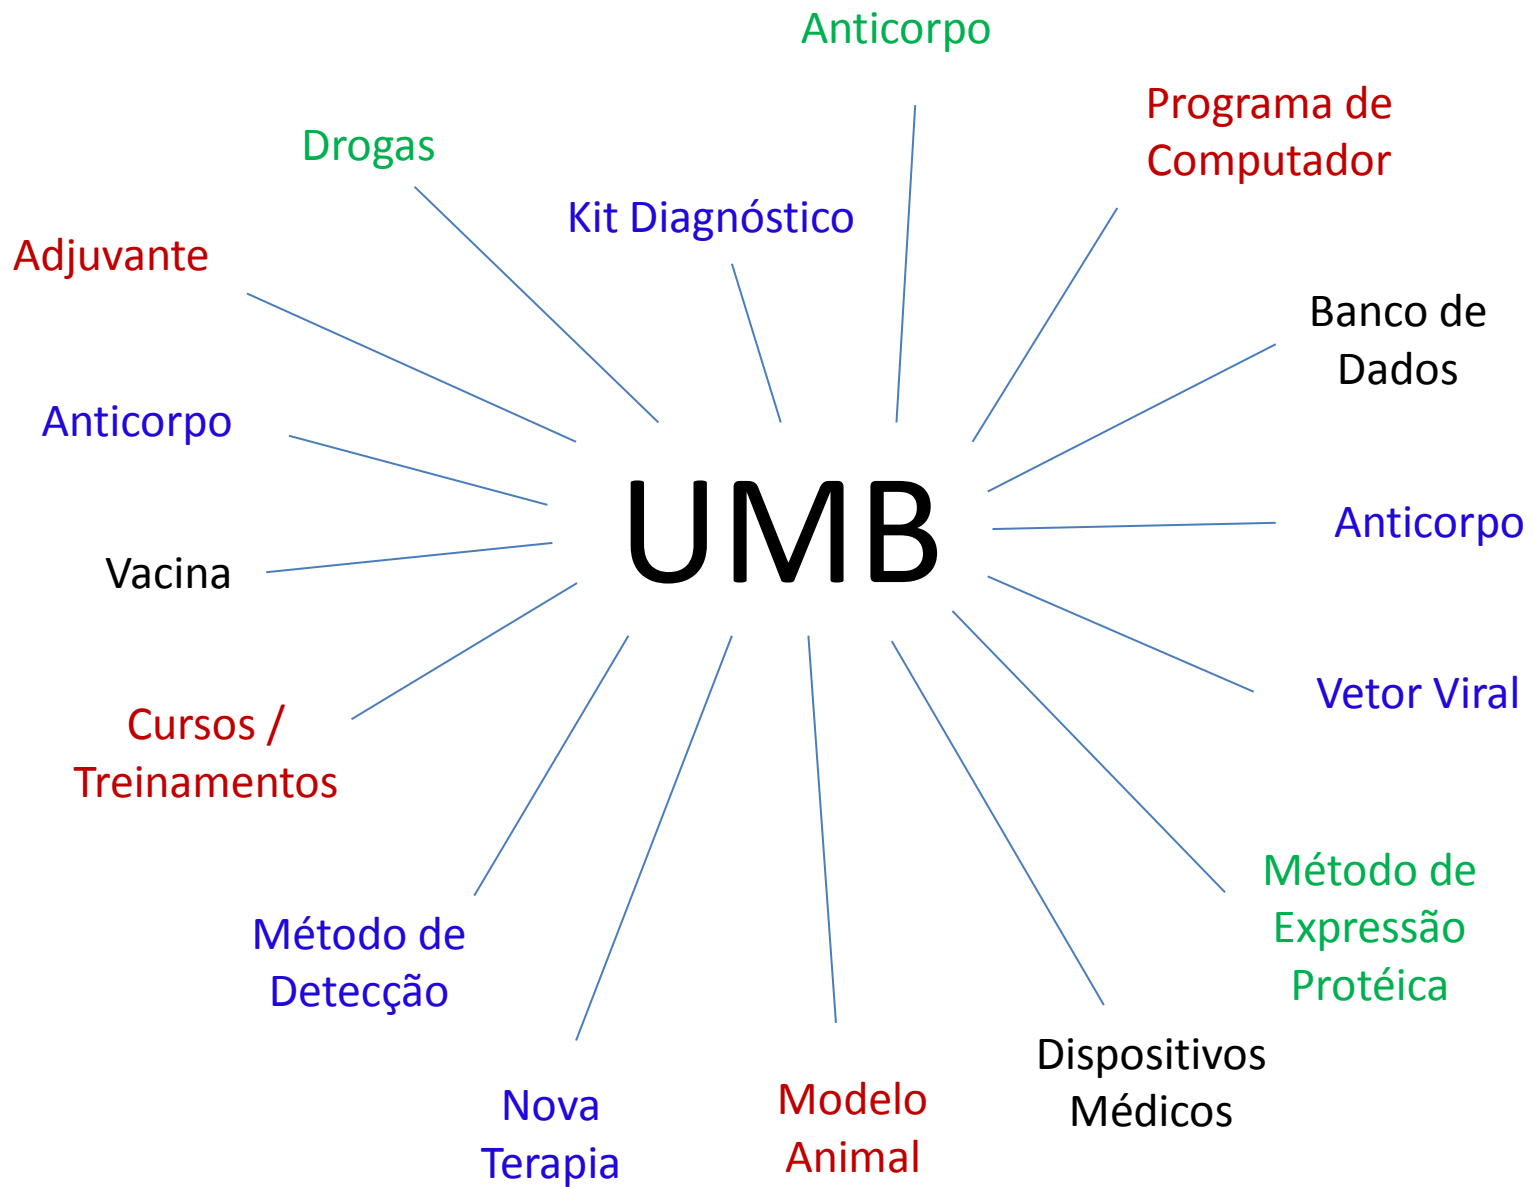 Anticorpo
Programa de
Computador
Drogas
Kit Diagnóstico
Adjuvante
Banco de
Dados
Anticorpo
UMB
Anticorpo
Vacina
Vetor Viral
Cursos /
Treinamentos
Método de
Expressão
Protéica
Método de
Detecção
Dispositivos
Médicos
Nova
Terapia
Modelo
Animal